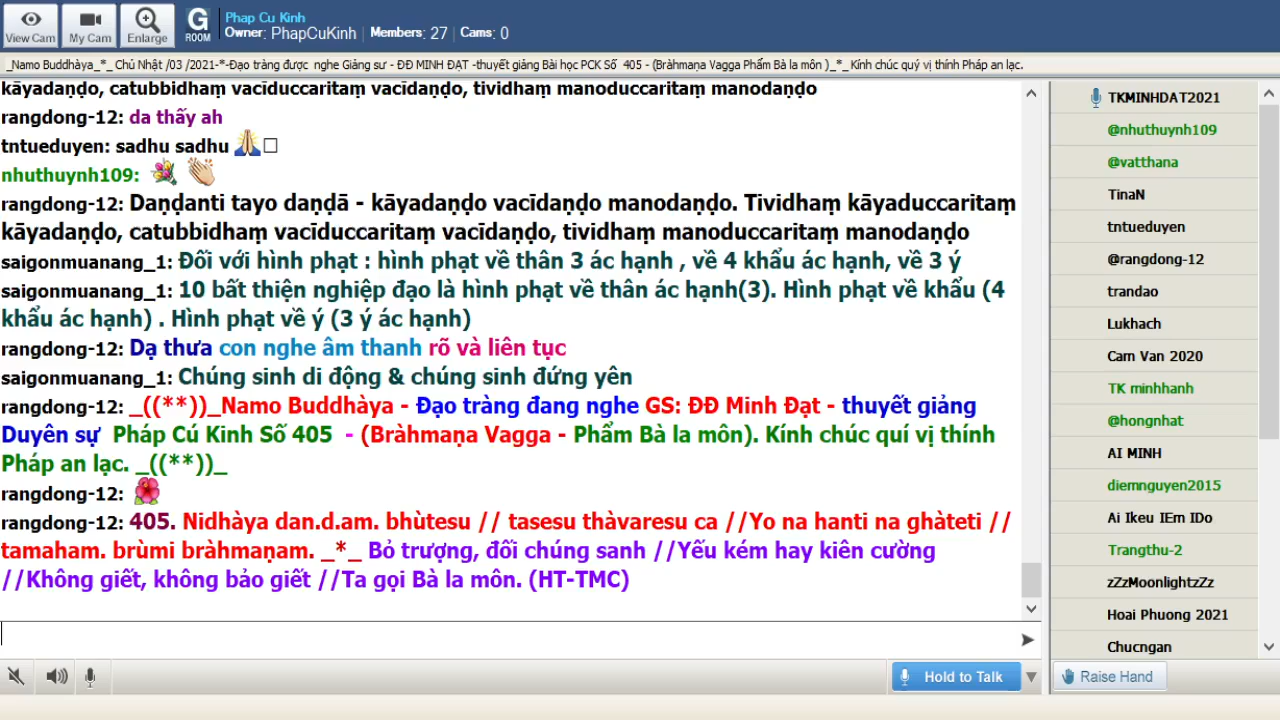 View Cam
My Cam
Enlarge
G
ROOM
Phap Cu Kinh
Owner: PhapCuKinh | Members: 27 | Cams: 0
_Namo Buddhàya_*_ Chủ Nhật /03 /2021-*-Đạo tràng được nghe Giảng sư - ĐĐ MINH ĐẠT -thuyết giảng Bài học PCK Số 405 - (Bràhmaṇa Vagga Phẩm Bà la môn )_*_ Kính chúc quý vị thính Pháp an lạc.
kāyadaṇḍo, catubbidhaṃ vacīduccaritaṃ vacīdaṇḍo, tividhaṃ manoduccaritaṃ manodaṇḍo
rangdong-12: da thấy ah
tntueduyen: sadhu sadhu 🙏□
nhuthuynh109: 💐 👏
rangdong-12: Daṇḍanti tayo daṇḍā - kāyadaṇḍo vacīdaṇḍo manodaṇḍo. Tividhaṃ kāyaduccaritaṃ
kāyadaṇḍo, catubbidhaṃ vacīduccaritaṃ vacīdaṇḍo, tividhaṃ manoduccaritaṃ manodaṇḍo
saigonmuanang_1: Đối với hình phạt : hình phạt về thân 3 ác hạnh , về 4 khẩu ác hạnh, về 3 ý
saigonmuanang_1: 10 bất thiện nghiệp đạo là hình phạt về thân ác hạnh(3). Hình phạt về khẩu (4
khẩu ác hạnh) . Hình phạt về ý (3 ý ác hạnh)
rangdong-12: Dạ thưa con nghe âm thanh rõ và liên tục
saigonmuanang_1: Chúng sinh di động & chúng sinh đứng yên
rangdong-12: _((**))_Namo Buddhàya - Đạo tràng đang nghe GS: ĐĐ Minh Đạt - thuyết giảng
Duyên sự Pháp Cú Kinh Số 405 - (Bràhmaṇa Vagga - Phẩm Bà la môn). Kính chúc quí vị thính
Pháp an lạc. _((**))_
rangdong-12: 🌺
rangdong-12: 405. Nidhàya dan.d.am. bhùtesu // tasesu thàvaresu ca //Yo na hanti na ghàteti //
tamaham. brùmi bràhmaṇam. _*_ Bỏ trượng, đối chúng sanh //Yếu kém hay kiên cường
//Không giết, không bảo giết //Ta gọi Bà la môn. (HT-TMC)
Hold to Talk
TKMINHDAT2021
@nhuthuynh109
@vatthana
TinaN
tntueduyen
@rangdong-12
trandao
Lukhach
Cam Van 2020
TK minhhanh
@hongnhat
AI MINH
diemnguyen2015
Ai Ikeu IEm IDo
Trangthu-2
zZzMoonlightzZz
Hoai Phuong 2021
Chucngan
Raise Hand